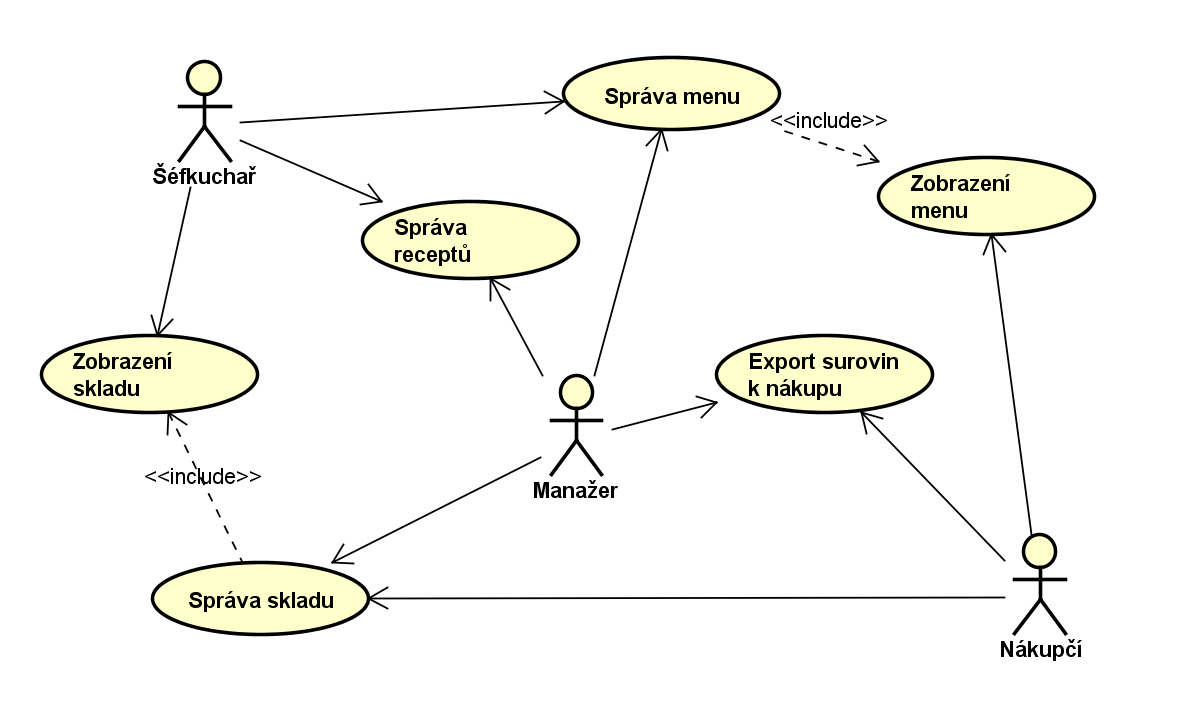 Šéfkuchař
Správa menu
<<include>>
Zobrazení
menu
Správa
receptů
Zobrazení
skladu
Export surovin
k nákupu
<<include>>
Manažer
Správa skladu
Nákupčí